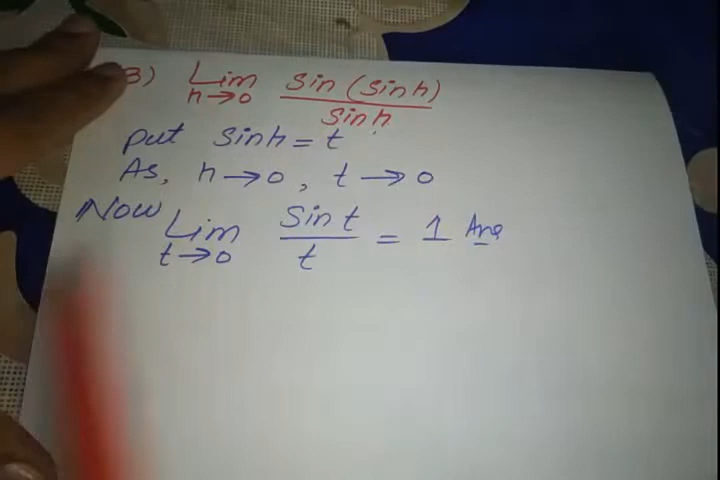 3) Lim h→0 Sin (Sinh) / Sinh
put Sinh = t
As, h → 0, t → 0
Now Lim t→0 Sint / t = 1 Ans